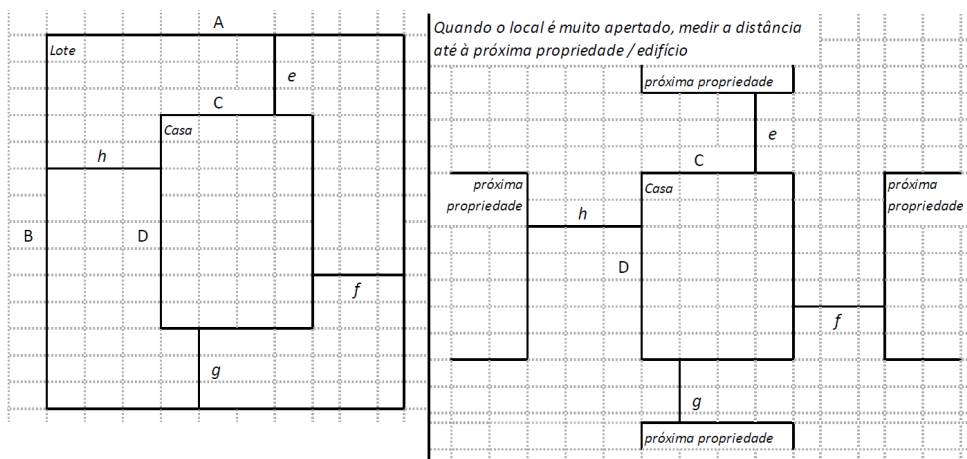 A
Lote
e
C
Casa
h
B
D
f
g
Quando o local é muito apertado, medir a distância
até à próxima propriedade / edifício
próxima propriedade
e
C
próxima
propriedade
Casa
próxima
propriedade
h
D
f
g
próxima propriedade